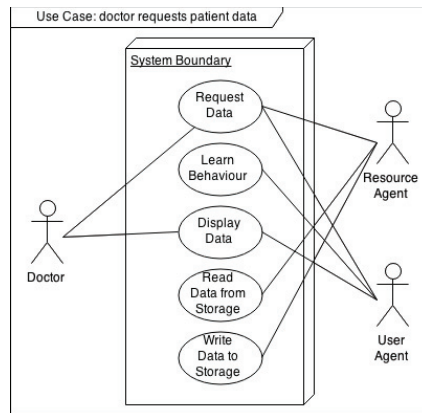 Use Case: doctor requests patient data
System Boundary
Request
Data
Learn
Behaviour
Display
Data
Read
Data from
Storage
Write
Data to
Storage
Doctor
Resource
Agent
User
Agent